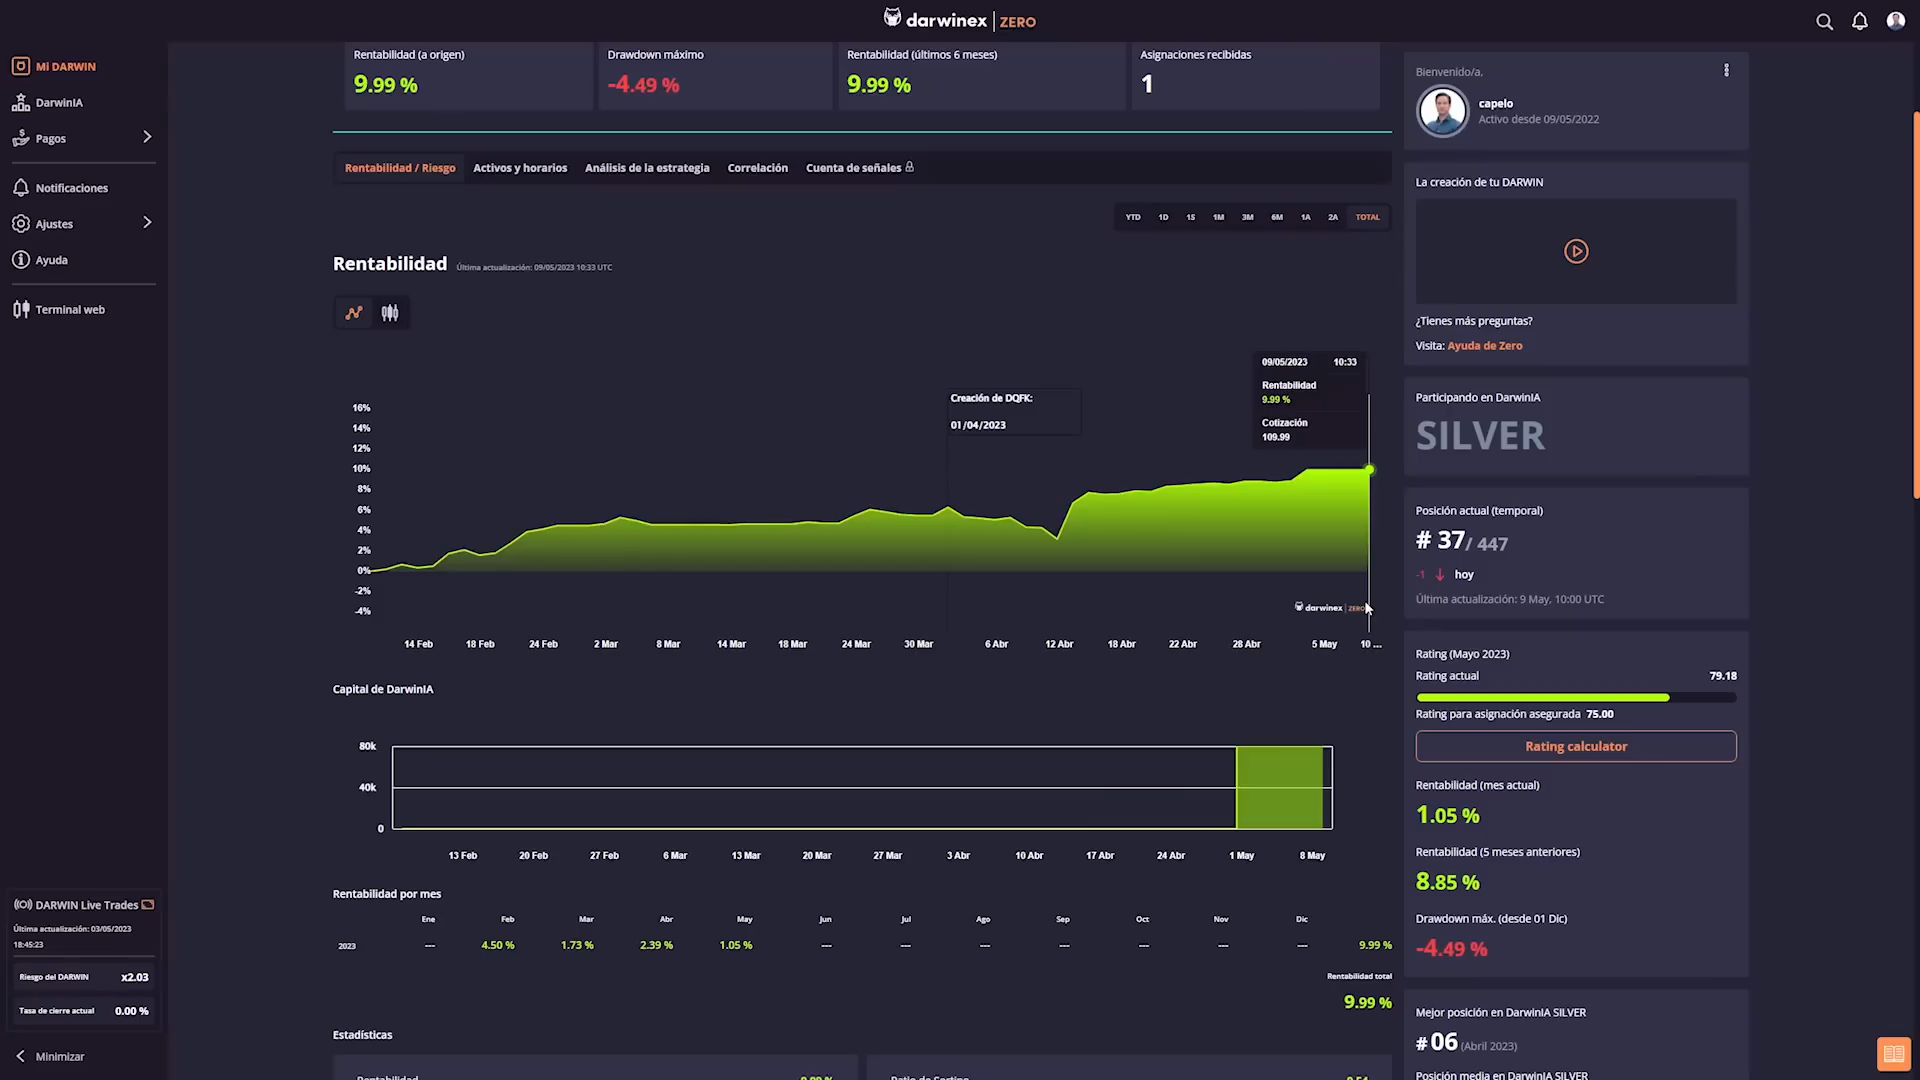 darwinex | ZERO
Mi DARWIN
DarwinIA
Pagos
Notificaciones
Ajustes
Ayuda
Terminal web
DARWIN Live Trades
Última actualización: 03/05/2023
18:45:23
Riesgo del DARWIN x2.03
Tasa de cierre actual 0.00 %
Minimizar
Rentabilidad (a origen)
9.99 %
Drawdown máximo
-4.49 %
Rentabilidad (últimos 6 meses)
9.99 %
Asignaciones recibidas
1
Rentabilidad / Riesgo Activos y horarios Análisis de la estrategia Correlación Cuenta de señales
YTD 1D 1S 1M 3M 6M 1A 2A TOTAL
Rentabilidad Última actualización: 09/05/2023 10:33 UTC
09/05/2023 10:33
Rentabilidad
9.99 %
Cotización
109.99
Creación de DQFK:
01/04/2023
16%
14%
12%
10%
8%
6%
4%
2%
0%
-2%
-4%
darwinex | ZERO
14 Feb 18 Feb 24 Feb 2 Mar 8 Mar 14 Mar 18 Mar 24 Mar 30 Mar 6 Abr 12 Abr 18 Abr 22 Abr 28 Abr 5 May 10 ...
Capital de DarwinIA
80k
40k
0
13 Feb 20 Feb 27 Feb 6 Mar 13 Mar 20 Mar 27 Mar 3 Abr 10 Abr 17 Abr 24 Abr 1 May 8 May
Rentabilidad por mes
Ene Feb Mar Abr May Jun Jul Ago Sep Oct Nov Dic
2023 --- 4.50 % 1.73 % 2.39 % 1.05 % --- --- --- --- --- --- --- 9.99 %
Rentabilidad total
9.99 %
Estadísticas
Rentabilidad 9.99 %
Ratio de Sortino
Bienvenido/a,
capelo
Activo desde 09/05/2022
La creación de tu DARWIN
¿Tienes más preguntas?
Visita: Ayuda de Zero
Participando en DarwinIA
SILVER
Posición actual (temporal)
# 37/ 447
-1 ↓ hoy
Última actualización: 9 May, 10:00 UTC
Rating (Mayo 2023)
Rating actual 79.18
Rating para asignación asegurada 75.00
Rating calculator
Rentabilidad (mes actual)
1.05 %
Rentabilidad (5 meses anteriores)
8.85 %
Drawdown máx. (desde 01 Dic)
-4.49 %
Mejor posición en DarwinIA SILVER
#06 (Abril 2023)
Posición media en DarwinIA SILVER